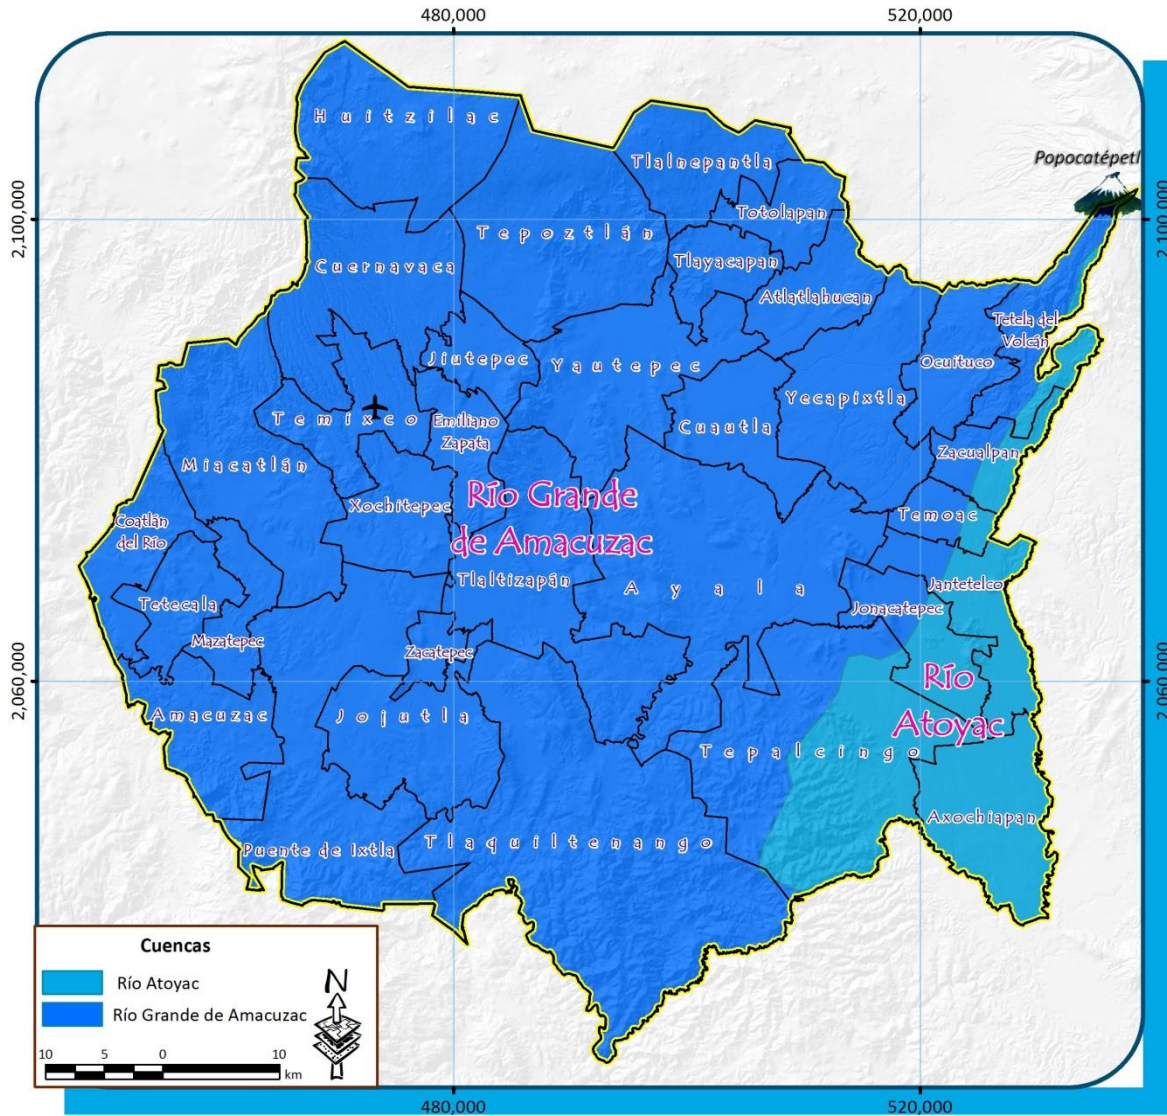 480,000
520,000
Huitzilac
Tlalnepantla
Popocatépetl
Totolapan
2,100,000
2,100,000
Tepoztlán
Tlayacapan
Cuernavaca
Atlatlahucan
Tetela del
Volcán
Jiutepec
Yautepec
Ocuituco
Yecapixtla
Temixco
Emiliano
Zapata
Cuautla
Zacualpan
Miacatlán
Xochitepec
Río Grande
de Amacuzac
Temoac
Coatlán
del Río
Tlaltizapán
Ayala
Jantetelco
Tetecala
Jonacatepec
Mazatepec
Zacatepec
2,060,000
2,060,000
Río
Atoyac
Amacuzac
Jojutla
Tepalcingo
Axochiapan
Puente de Ixtla
Tlaquiltenango
Cuencas
Río Atoyac
Río Grande de Amacuzac
N
10 5 0 10
km
480,000
520,000